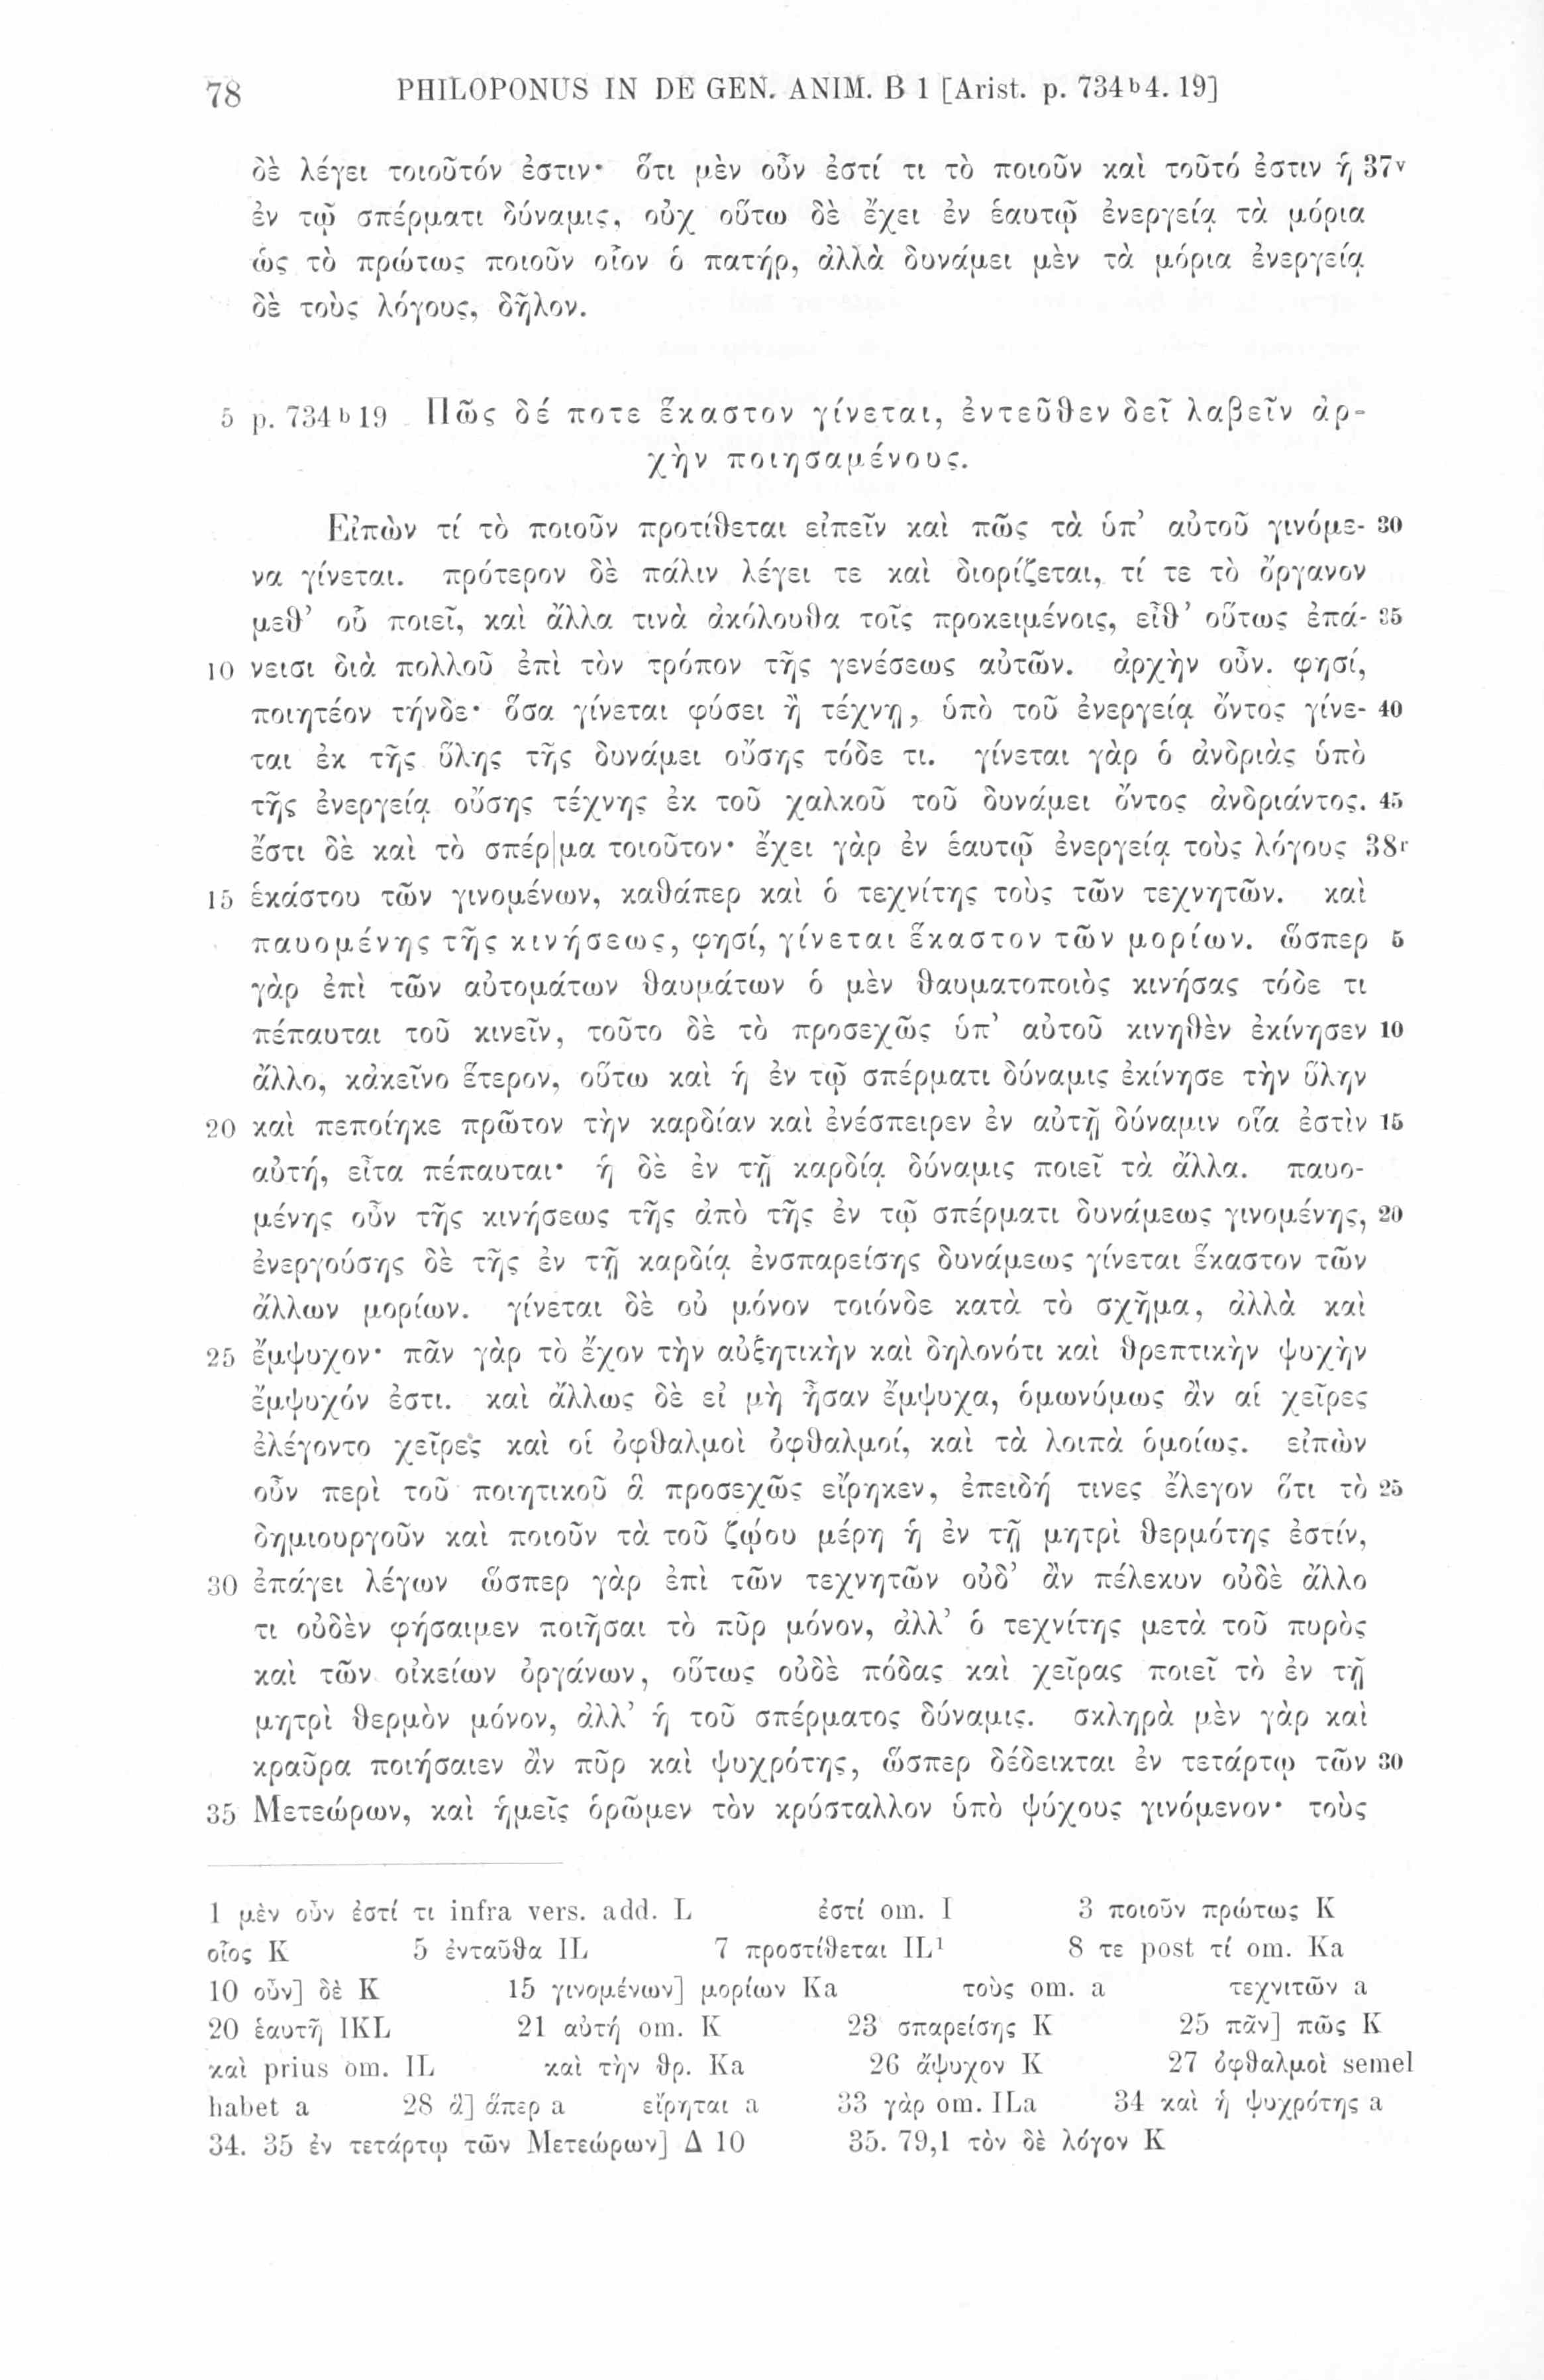 78 PHILOPONUS IN DE GEN. ANIM. B 1 [Arist. p. 734b4. 19]
δὲ λέγει τοιοῦτόν ἐστιν· ὅτι μὲν οὖν ἐστί τι τὸ ποιοῦν καὶ τοῦτό ἐστιν ἡ 37v
ἐν τῷ σπέρματι δύναμις, οὐχ οὕτω δὲ ἔχει ἐν ἑαυτῷ ἐνεργείᾳ τὰ μόρια
ὡς τὸ πρώτως ποιοῦν οἷον ὁ πατήρ, ἀλλὰ δυνάμει μὲν τὰ μόρια ἐνεργείᾳ
δὲ τοὺς λόγους, δῆλον.
5 p. 734b19 Πῶς δέ ποτε ἕκαστον γίνεται, ἐντεῦθεν δεῖ λαβεῖν ἀρ-
χὴν ποιησαμένους.
Εἰπὼν τί τὸ ποιοῦν προτίθεται εἰπεῖν καὶ πῶς τὰ ὑπ’ αὐτοῦ γινόμε- 30
να γίνεται. πρότερον δὲ πάλιν λέγει τε καὶ διορίζεται, τί τε τὸ ὄργανον
μεθ’ οὗ ποιεῖ, καὶ ἄλλα τινὰ ἀκόλουθα τοῖς προκειμένοις, εἶθ’ οὕτως ἐπά- 35
10 νεισι διὰ πολλοῦ ἐπὶ τὸν τρόπον τῆς γενέσεως αὐτῶν. ἀρχὴν οὖν. φησί,
ποιητέον τήνδε· ὅσα γίνεται φύσει ἢ τέχνῃ, ὑπὸ τοῦ ἐνεργείᾳ ὄντος γίνε- 40
ται ἐκ τῆς ὕλης τῆς δυνάμει οὔσης τόδε τι. γίνεται γὰρ ὁ ἀνδριὰς ὑπὸ
τῆς ἐνεργείᾳ οὔσης τέχνης ἐκ τοῦ χαλκοῦ τοῦ δυνάμει ὄντος ἀνδριάντος. 45
ἔστι δὲ καὶ τὸ σπέρ|μα τοιοῦτον· ἔχει γὰρ ἐν ἑαυτῷ ἐνεργείᾳ τοὺς λόγους 38r
15 ἑκάστου τῶν γινομένων, καθάπερ καὶ ὁ τεχνίτης τοὺς τῶν τεχνητῶν. καὶ
παυομένης τῆς κινήσεως, φησί, γίνεται ἕκαστον τῶν μορίων. ὥσπερ 5
γὰρ ἐπὶ τῶν αὐτομάτων θαυμάτων ὁ μὲν θαυματοποιὸς κινήσας τόδε τι
πέπαυται τοῦ κινεῖν, τοῦτο δὲ τὸ προσεχῶς ὑπ’ αὐτοῦ κινηθὲν ἐκίνησεν 10
ἄλλο, κἀκεῖνο ἕτερον, οὕτω καὶ ἡ ἐν τῷ σπέρματι δύναμις ἐκίνησε τὴν ὕλην
20 καὶ πεποίηκε πρῶτον τὴν καρδίαν καὶ ἐνέσπειρεν ἐν αὐτῇ δύναμιν οἵα ἐστὶν 15
αὐτή, εἶτα πέπαυται· ἡ δὲ ἐν τῇ καρδίᾳ δύναμις ποιεῖ τὰ ἄλλα. παυο-
μένης οὖν τῆς κινήσεως τῆς ἀπὸ τῆς ἐν τῷ σπέρματι δυνάμεως γινομένης, 20
ἐνεργούσης δὲ τῆς ἐν τῇ καρδίᾳ ἐνσπαρείσης δυνάμεως γίνεται ἕκαστον τῶν
ἄλλων μορίων. γίνεται δὲ οὐ μόνον τοιόνδε κατὰ τὸ σχῆμα, ἀλλὰ καὶ
25 ἔμψυχον· πᾶν γὰρ τὸ ἔχον τὴν αὐξητικὴν καὶ δηλονότι καὶ θρεπτικὴν ψυχὴν
ἔμψυχόν ἐστι. καὶ ἄλλως δὲ εἰ μὴ ἦσαν ἔμψυχα, ὁμωνύμως ἂν αἱ χεῖρες
ἐλέγοντο χεῖρες καὶ οἱ ὀφθαλμοὶ ὀφθαλμοί, καὶ τὰ λοιπὰ ὁμοίως. εἰπὼν
οὖν περὶ τοῦ ποιητικοῦ ἃ προσεχῶς εἴρηκεν, ἐπειδή τινες ἔλεγον ὅτι τὸ 25
δημιουργοῦν καὶ ποιοῦν τὰ τοῦ ζῴου μέρη ἡ ἐν τῇ μητρὶ θερμότης ἐστίν,
30 ἐπάγει λέγων ὥσπερ γὰρ ἐπὶ τῶν τεχνητῶν οὐδ’ ἂν πέλεκυν οὐδὲ ἄλλο
τι οὐδὲν φήσαιμεν ποιῆσαι τὸ πῦρ μόνον, ἀλλ’ ὁ τεχνίτης μετὰ τοῦ πυρὸς
καὶ τῶν οἰκείων ὀργάνων, οὕτως οὐδὲ πόδας καὶ χεῖρας ποιεῖ τὸ ἐν τῇ
μητρὶ θερμὸν μόνον, ἀλλ’ ἡ τοῦ σπέρματος δύναμις. σκληρὰ μὲν γὰρ καὶ
κραῦρα ποιήσαιεν ἂν πῦρ καὶ ψυχρότης, ὥσπερ δέδεικται ἐν τετάρτῳ τῶν 30
35 Μετεώρων, καὶ ἡμεῖς ὁρῶμεν τὸν κρύσταλλον ὑπὸ ψύχους γινόμενον· τοὺς
1 μὲν οὖν ἐστί τι infra vers. add. L ἐστί om. I 3 ποιοῦν πρώτως K
οἷος K 5 ἐνταῦθα IL 7 προστίθεται IL¹ 8 τε post τί om. Ka
10 οὖν] δὲ K 15 γινομένων] μορίων Ka τοὺς om. a τεχνιτῶν a
20 ἑαυτῇ IKL 21 αὐτή om. K 23 σπαρείσης K 25 πᾶν] πῶς K
καὶ prius om. IL καὶ τὴν θρ. Ka 26 ἄψυχον K 27 ὀφθαλμοὶ semel
habet a 28 ἃ] ἅπερ a εἴρηται a 33 γὰρ om. ILa 34 καὶ ἡ ψυχρότης a
34. 35 ἐν τετάρτῳ τῶν Μετεώρων] Δ 10 35. 79,1 τὸν δὲ λόγον K